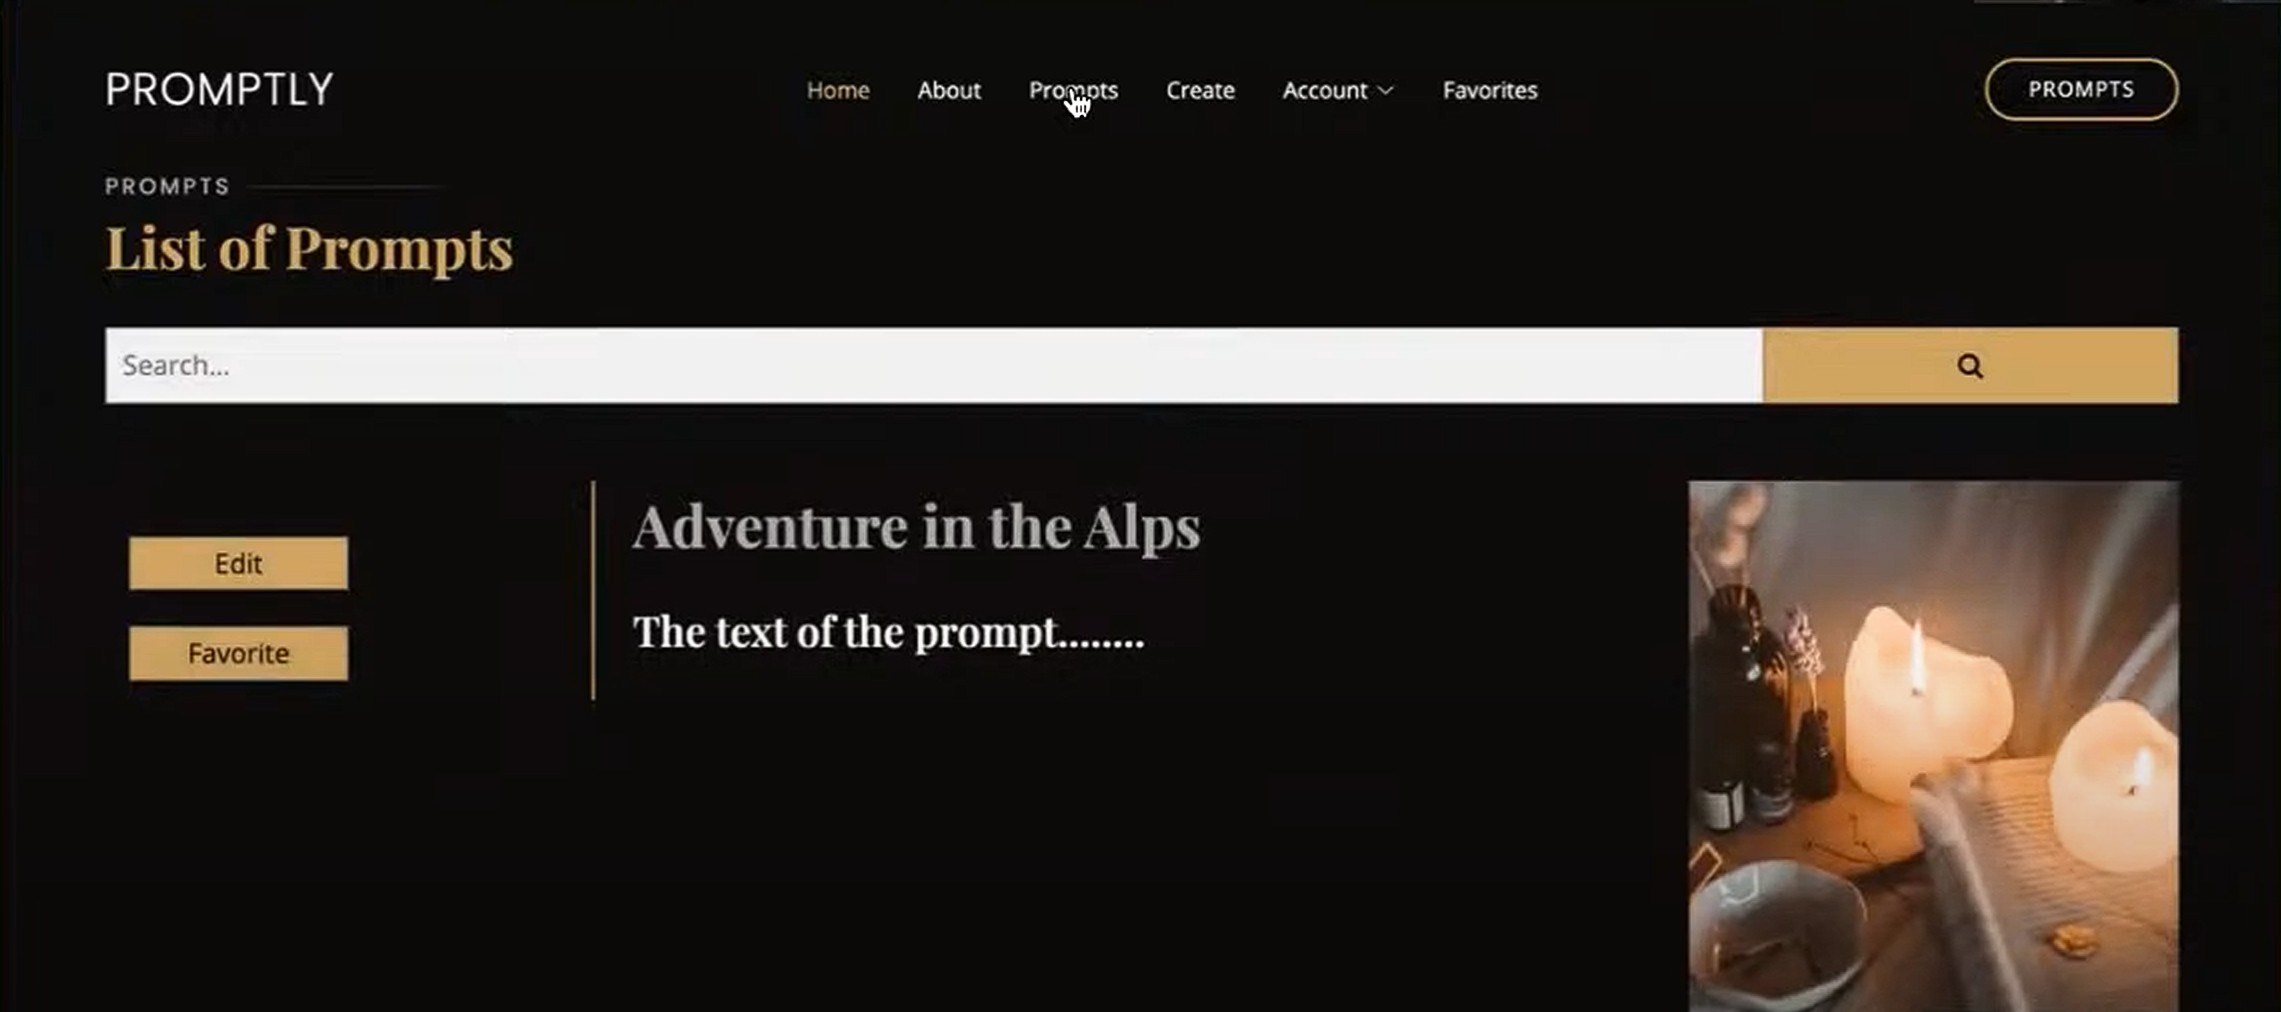 PROMPTLY
Home About Prompts Create Account Favorites
PROMPTS
PROMPTS
List of Prompts
Search...
Edit
Favorite
Adventure in the Alps
The text of the prompt........